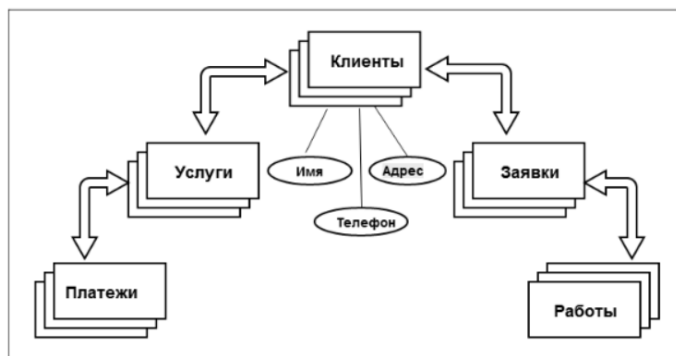 Клиенты
Услуги
Имя
Адрес
Заявки
Телефон
Платежи
Работы